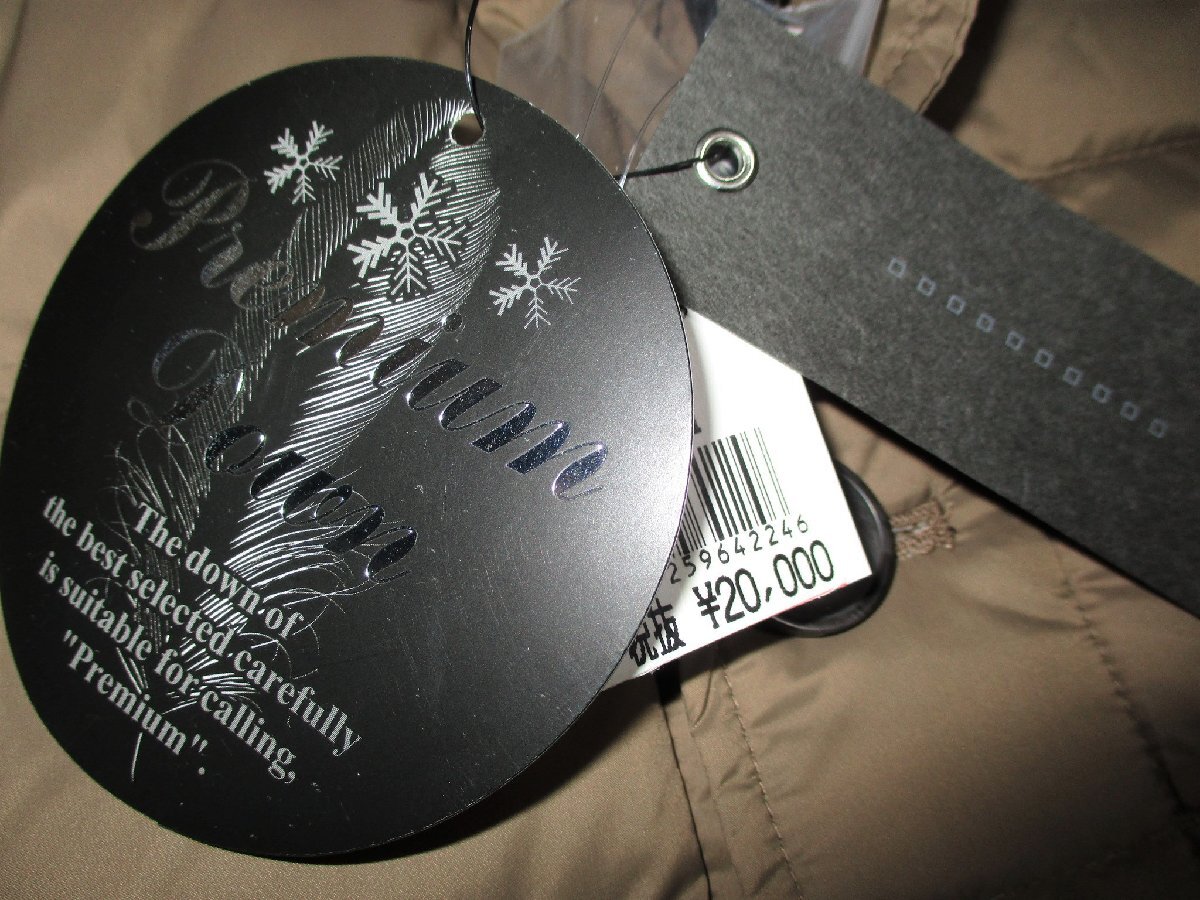 Premium
Down
"The down of
the best selected carefully
is suitable for calling,
"Premium".
259642246
税抜 ¥20,000